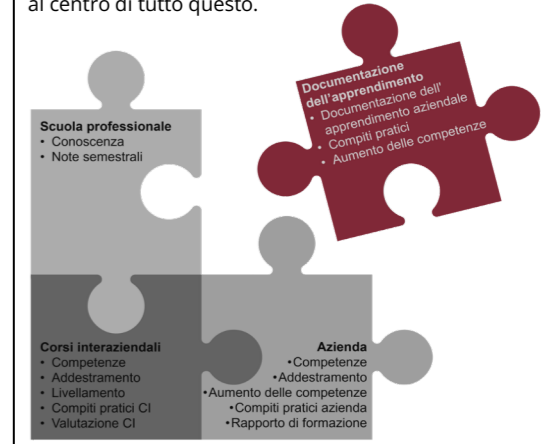 al centro di tutto questo.
Documentazione
dell'apprendimento
• Documentazione dell'
apprendimento aziendale
• Compiti pratici
• Aumento delle competenze
Scuola professionale
• Conoscenza
• Note semestrali
Corsi interaziendali
• Competenze
• Addestramento
• Livellamento
• Compiti pratici CI
• Valutazione CI
Azienda
•Competenze
•Addestramento
•Aumento delle competenze
•Compiti pratici azienda
•Rapporto di formazione